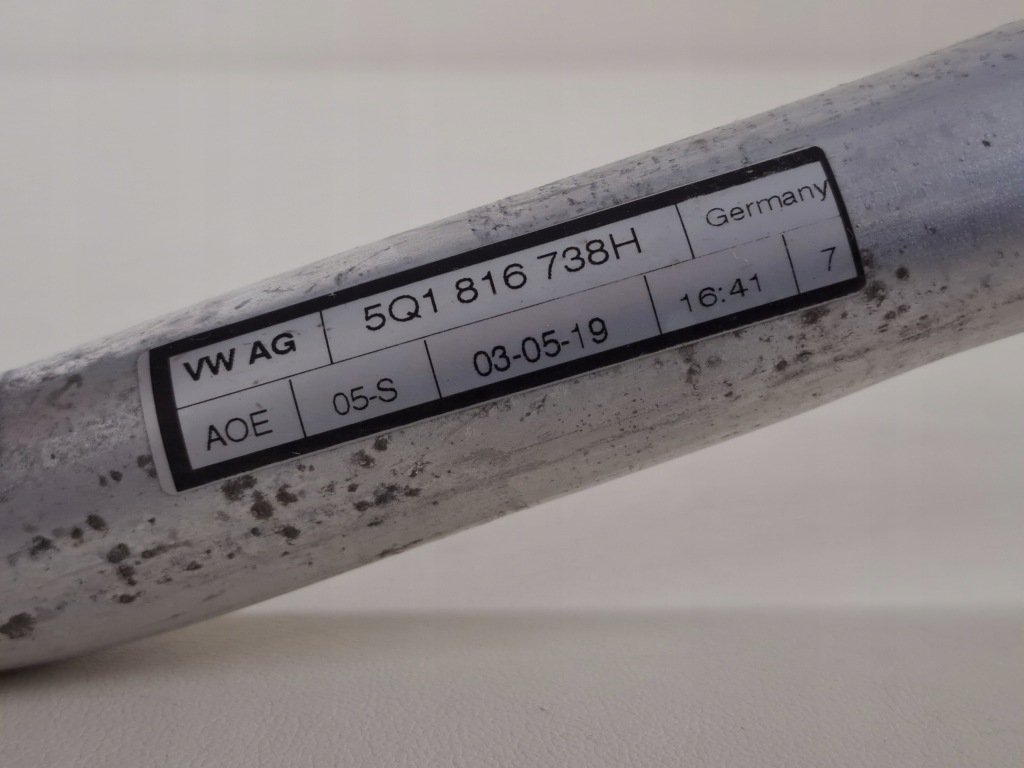 VW AG 5Q1 816 738H Germany
AOE 05-S 03-05-19 16:41 7